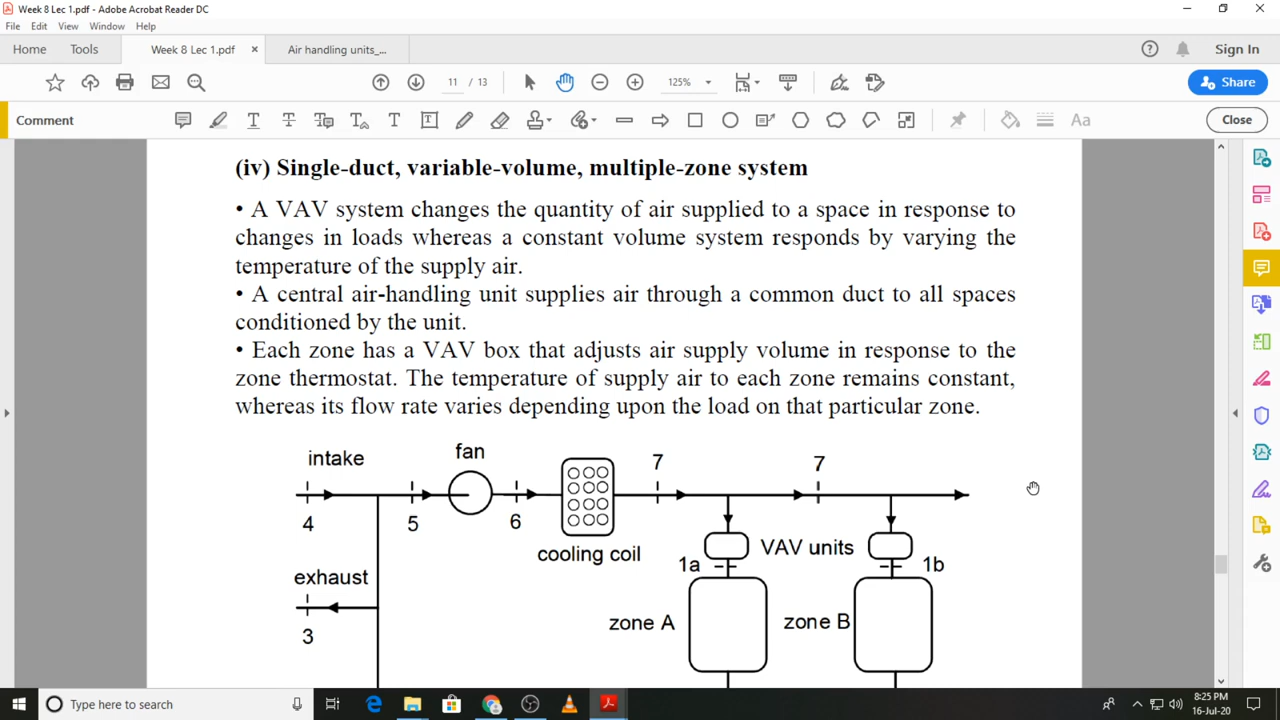 Week 8 Lec 1.pdf - Adobe Acrobat Reader DC
File Edit View Window Help
Home Tools Week 8 Lec 1.pdf × Air handling units_... Sign In
11 / 13 125% Share
Comment Aa Close
(iv) Single-duct, variable-volume, multiple-zone system
• A VAV system changes the quantity of air supplied to a space in response to
changes in loads whereas a constant volume system responds by varying the
temperature of the supply air.
• A central air-handling unit supplies air through a common duct to all spaces
conditioned by the unit.
• Each zone has a VAV box that adjusts air supply volume in response to the
zone thermostat. The temperature of supply air to each zone remains constant,
whereas its flow rate varies depending upon the load on that particular zone.
intake fan 7 7
4 5 6
cooling coil VAV units
1a 1b
exhaust
3 zone A zone B
Type here to search
8:25 PM
16-Jul-20